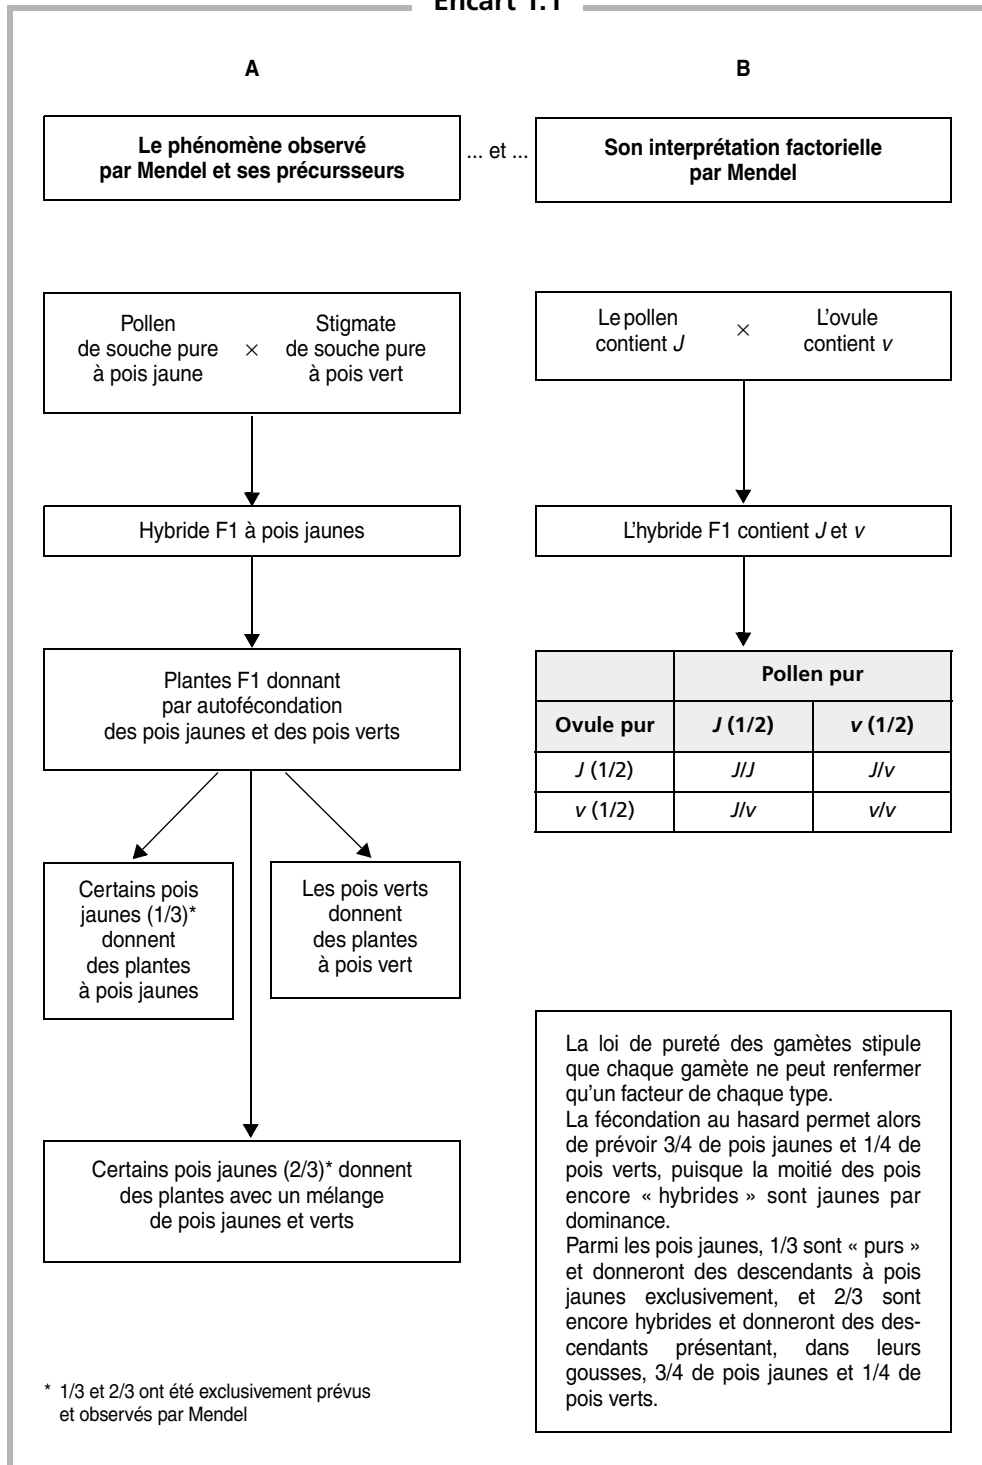 Encart 1.1
A
B
Le phénomène observé
par Mendel et ses précursseurs
... et ...
Son interprétation factorielle
par Mendel
Pollen
de souche pure
à pois jaune
×
Stigmate
de souche pure
à pois vert
Le pollen
contient J
×
L'ovule
contient v
Hybride F1 à pois jaunes
L'hybride F1 contient J et v
Plantes F1 donnant
par autofécondation
des pois jaunes et des pois verts
Pollen pur
Ovule pur J (1/2) v (1/2)
J (1/2) J/J J/v
v (1/2) J/v v/v
Certains pois
jaunes (1/3)*
donnent
des plantes
à pois jaunes
Les pois verts
donnent
des plantes
à pois vert
Certains pois jaunes (2/3)* donnent
des plantes avec un mélange
de pois jaunes et verts
La loi de pureté des gamètes stipule
que chaque gamète ne peut renfermer
qu'un facteur de chaque type.
La fécondation au hasard permet alors
de prévoir 3/4 de pois jaunes et 1/4 de
pois verts, puisque la moitié des pois
encore « hybrides » sont jaunes par
dominance.
Parmi les pois jaunes, 1/3 sont « purs »
et donneront des descendants à pois
jaunes exclusivement, et 2/3 sont
encore hybrides et donneront des des-
cendants présentant, dans leurs
gousses, 3/4 de pois jaunes et 1/4 de
pois verts.
* 1/3 et 2/3 ont été exclusivement prévus
et observés par Mendel